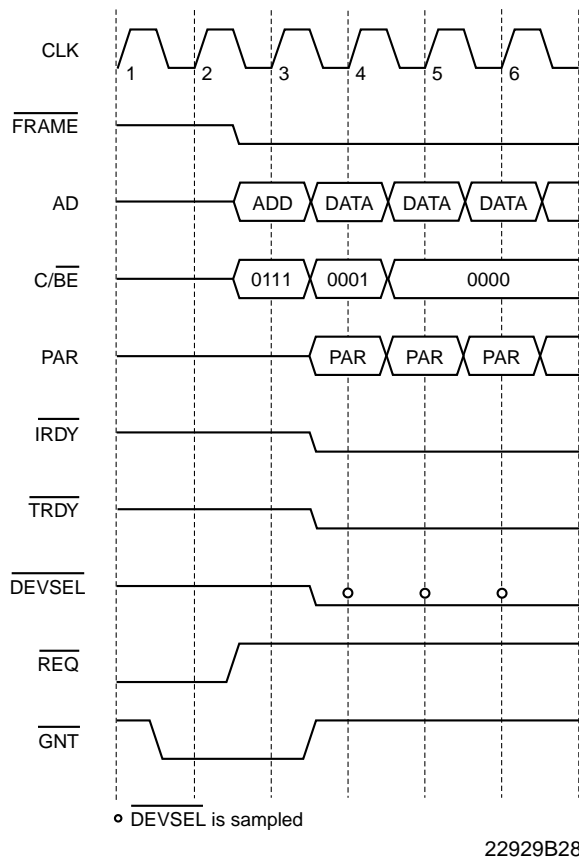 CLK
1 2 3 4 5 6
FRAME
AD ADD DATA DATA DATA
C/BE 0111 0001 0000
PAR PAR PAR PAR
IRDY
TRDY
DEVSEL
REQ
GNT
DEVSEL is sampled
22929B28